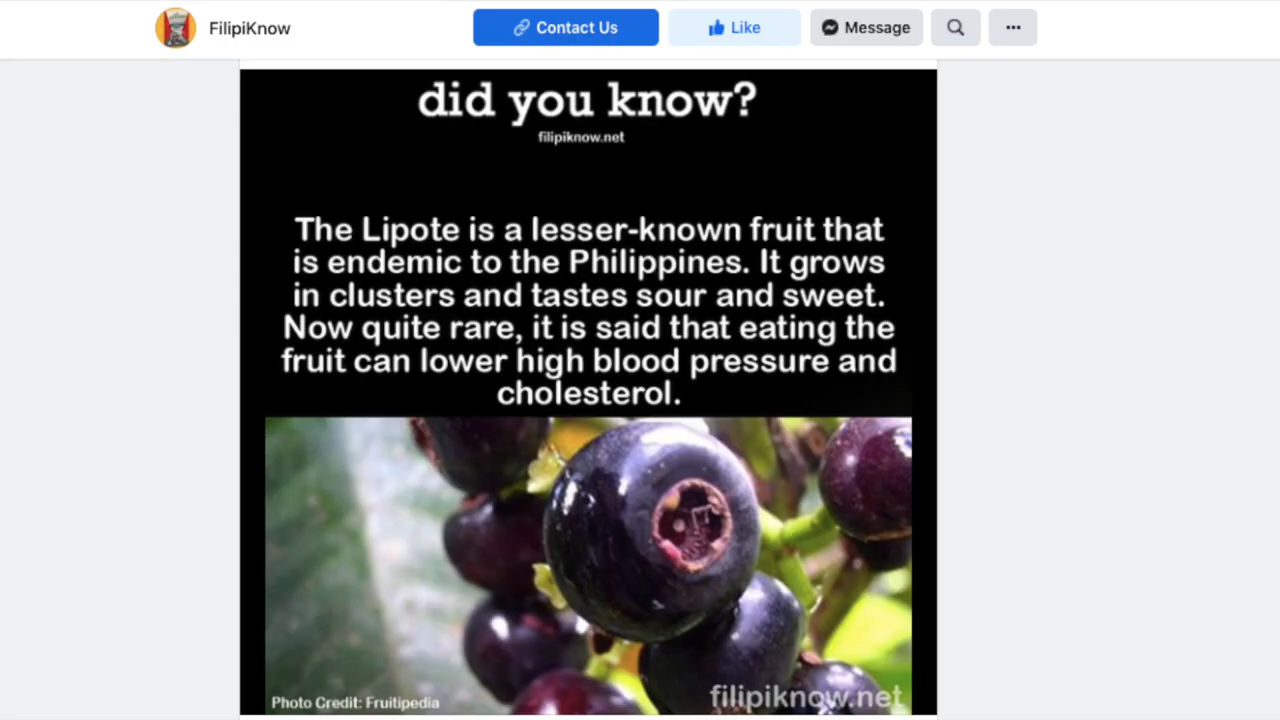 FilipiKnow
Contact Us
Like
Message
did you know?
filipiknow.net
The Lipote is a lesser-known fruit that
is endemic to the Philippines. It grows
in clusters and tastes sour and sweet.
Now quite rare, it is said that eating the
fruit can lower high blood pressure and
cholesterol.
Photo Credit: Fruitipedia
filipiknow.net